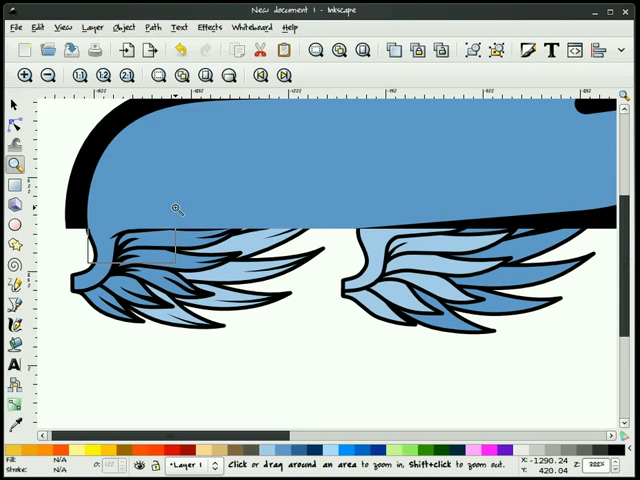 New document 1 - Inkscape
File Edit View Layer Object Path Text Effects Whiteboard Help
1:1 1:2 2:1
Fill: N/A
Stroke: N/A
O:
•Layer 1
Click or drag around an area to zoom in, Shift+click to zoom out.
X: -1290.24
Y: 420.04
Z: